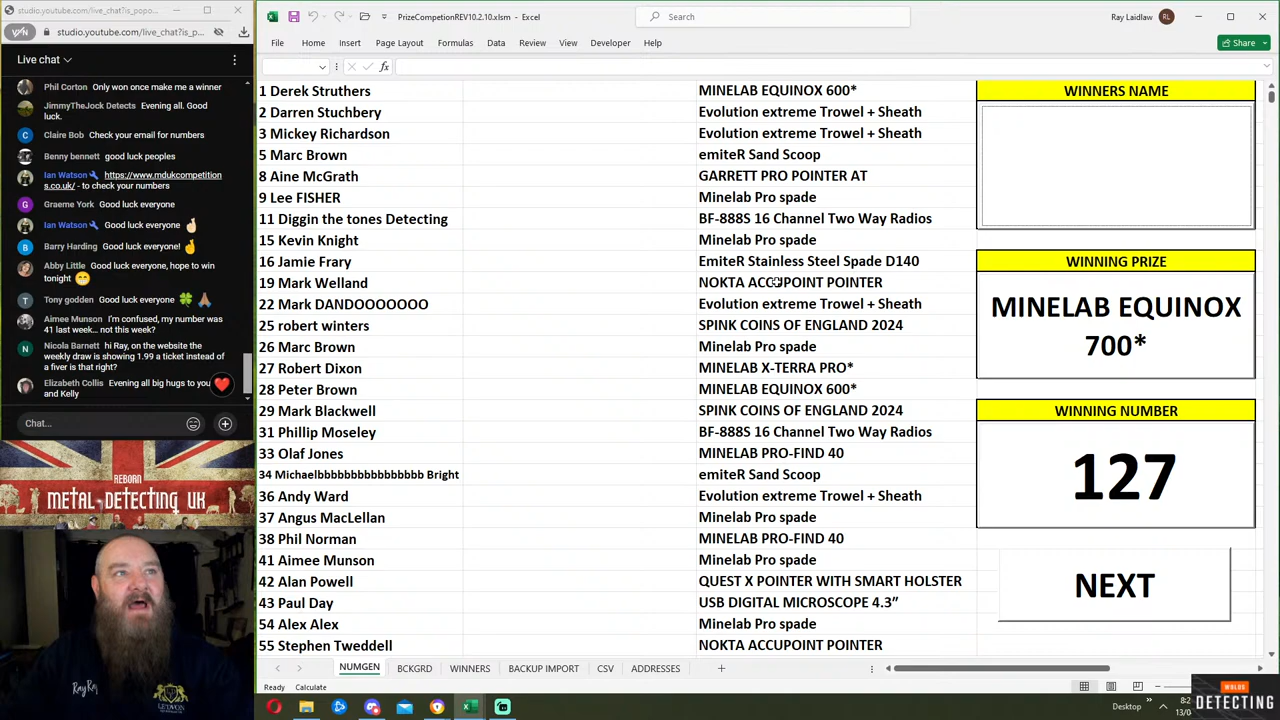 studio.youtube.com/live_chat?is_popo...
studio.youtube.com/live_chat?is_p...
Live chat
Phil Corton Only won once make me a winner
JimmyTheJock Detects Evening all. Good
luck.
Claire Bob Check your email for numbers
Benny bennett good luck peoples
Ian Watson https://www.mdukcompetition
s.co.uk/ - to check your numbers
Graeme York Good luck everyone
Ian Watson Good luck everyone 🤞🏻
Barry Harding Good luck everyone! 🤞
Abby Little Good luck everyone, hope to win
tonight 😁
Tony godden Good luck everyone 🍀 🙏🏽
Aimee Munson I'm confused, my number was
41 last week... not this week?
Nicola Barnett hi Ray, on the website the
weekly draw is showing 1.99 a ticket instead of
a fiver is that right?
Elizabeth Collis Evening all big hugs to you
and Kelly
Chat...
REBORN
METAL DETECTING UK
PrizeCompetionREV10.2.10.xlsm - Excel
Search
Ray Laidlaw RL
File Home Insert Page Layout Formulas Data Review View Developer Help
Share
fx
1 Derek Struthers MINELAB EQUINOX 600*
2 Darren Stuchbery Evolution extreme Trowel + Sheath
3 Mickey Richardson Evolution extreme Trowel + Sheath
5 Marc Brown emiteR Sand Scoop
8 Aine McGrath GARRETT PRO POINTER AT
9 Lee FISHER Minelab Pro spade
11 Diggin the tones Detecting BF-888S 16 Channel Two Way Radios
15 Kevin Knight Minelab Pro spade
16 Jamie Frary EmiteR Stainless Steel Spade D140
19 Mark Welland NOKTA ACCUPOINT POINTER
22 Mark DANDOOOOOOO Evolution extreme Trowel + Sheath
25 robert winters SPINK COINS OF ENGLAND 2024
26 Marc Brown Minelab Pro spade
27 Robert Dixon MINELAB X-TERRA PRO*
28 Peter Brown MINELAB EQUINOX 600*
29 Mark Blackwell SPINK COINS OF ENGLAND 2024
31 Phillip Moseley BF-888S 16 Channel Two Way Radios
33 Olaf Jones MINELAB PRO-FIND 40
34 Michaelbbbbbbbbbbbbbbbb Bright emiteR Sand Scoop
36 Andy Ward Evolution extreme Trowel + Sheath
37 Angus MacLellan Minelab Pro spade
38 Phil Norman MINELAB PRO-FIND 40
41 Aimee Munson Minelab Pro spade
42 Alan Powell QUEST X POINTER WITH SMART HOLSTER
43 Paul Day USB DIGITAL MICROSCOPE 4.3”
54 Alex Alex Minelab Pro spade
55 Stephen Tweddell NOKTA ACCUPOINT POINTER
WINNERS NAME
WINNING PRIZE
MINELAB EQUINOX
700*
WINNING NUMBER
127
NEXT
NUMGEN BCKGRD WINNERS BACKUP IMPORT CSV ADDRESSES
Ready Calculate
Desktop
DETECTING